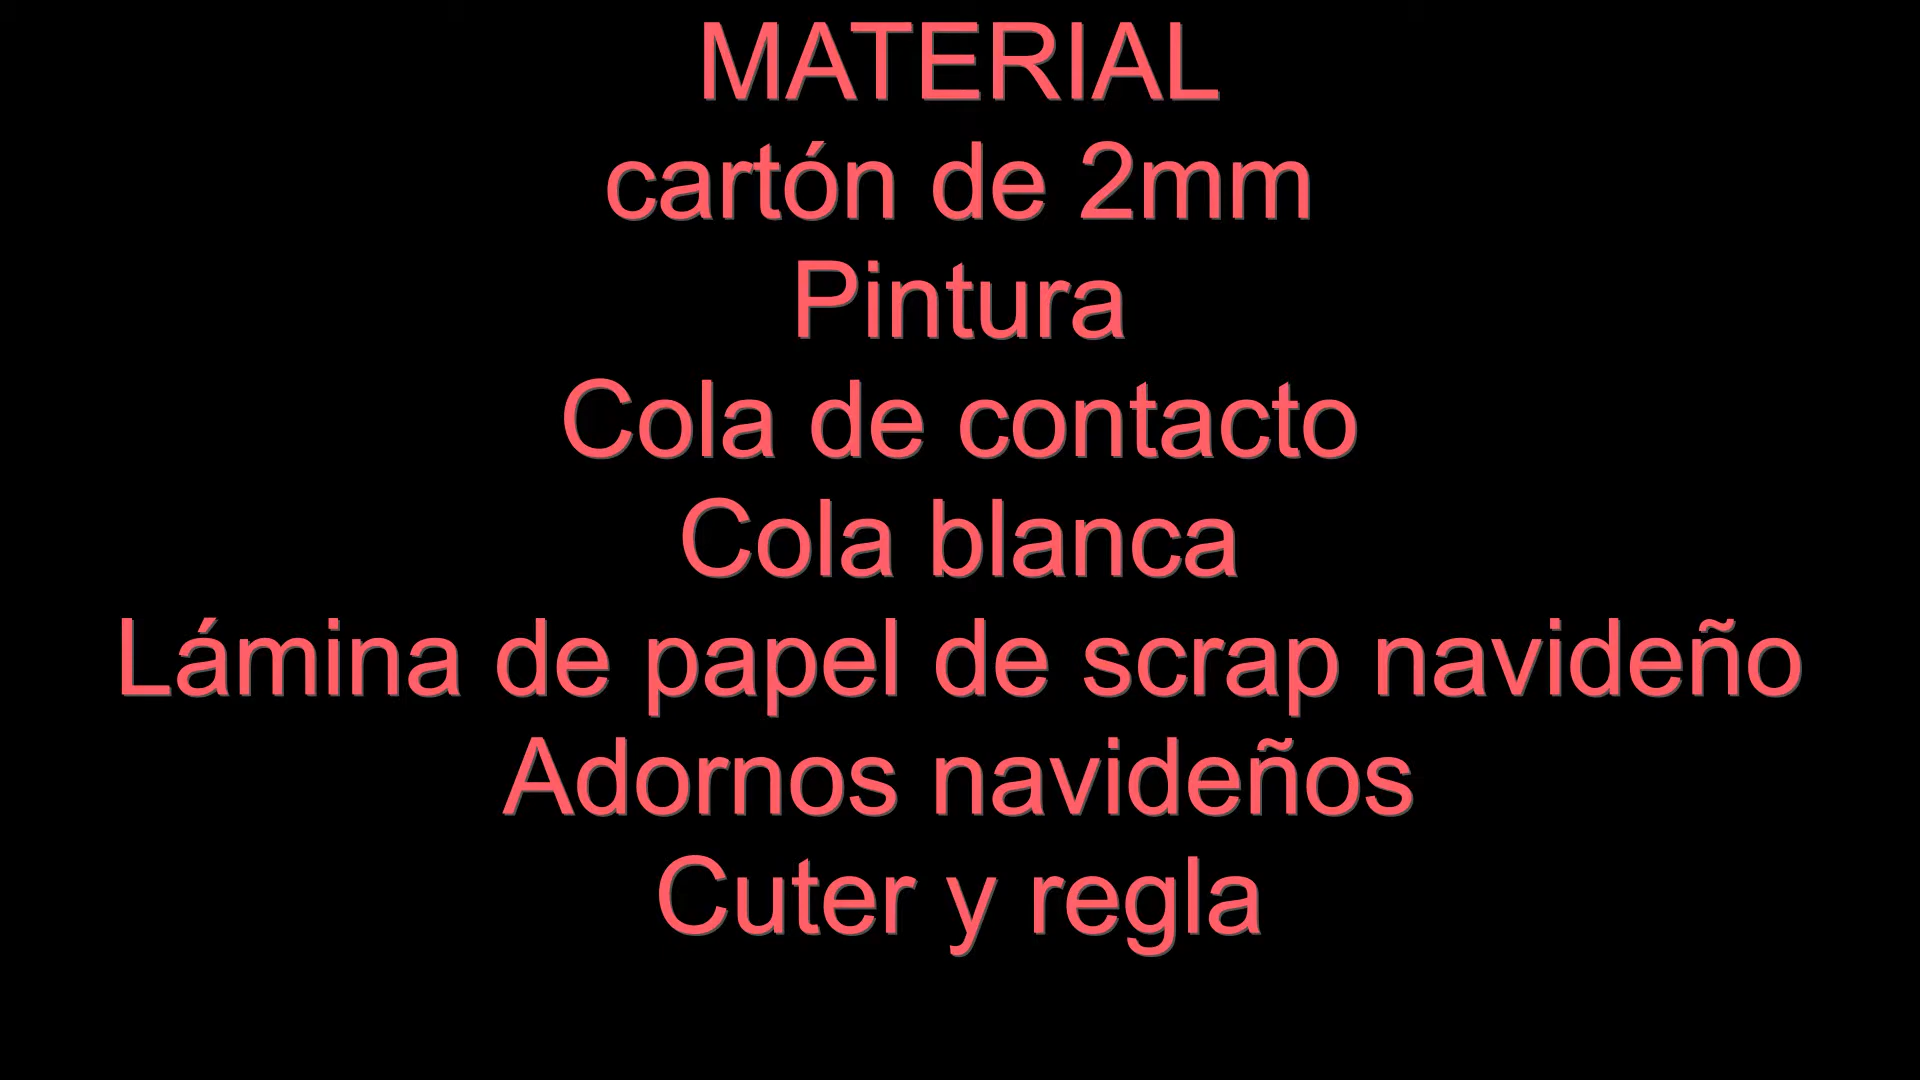 MATERIAL
cartón de 2mm
Pintura
Cola de contacto
Cola blanca
Lámina de papel de scrap navideño
Adornos navideños
Cuter y regla